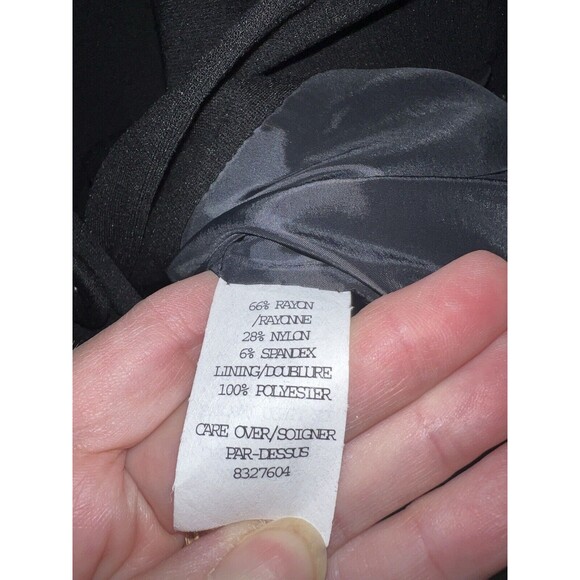 66% RAYON
/RAYONNE
28% NYLON
6% SPANDEX
LINING/DOUBLURE
100% POLYESTER
CARE OVER/SOIGNER
PAR-DESSUS
8327604